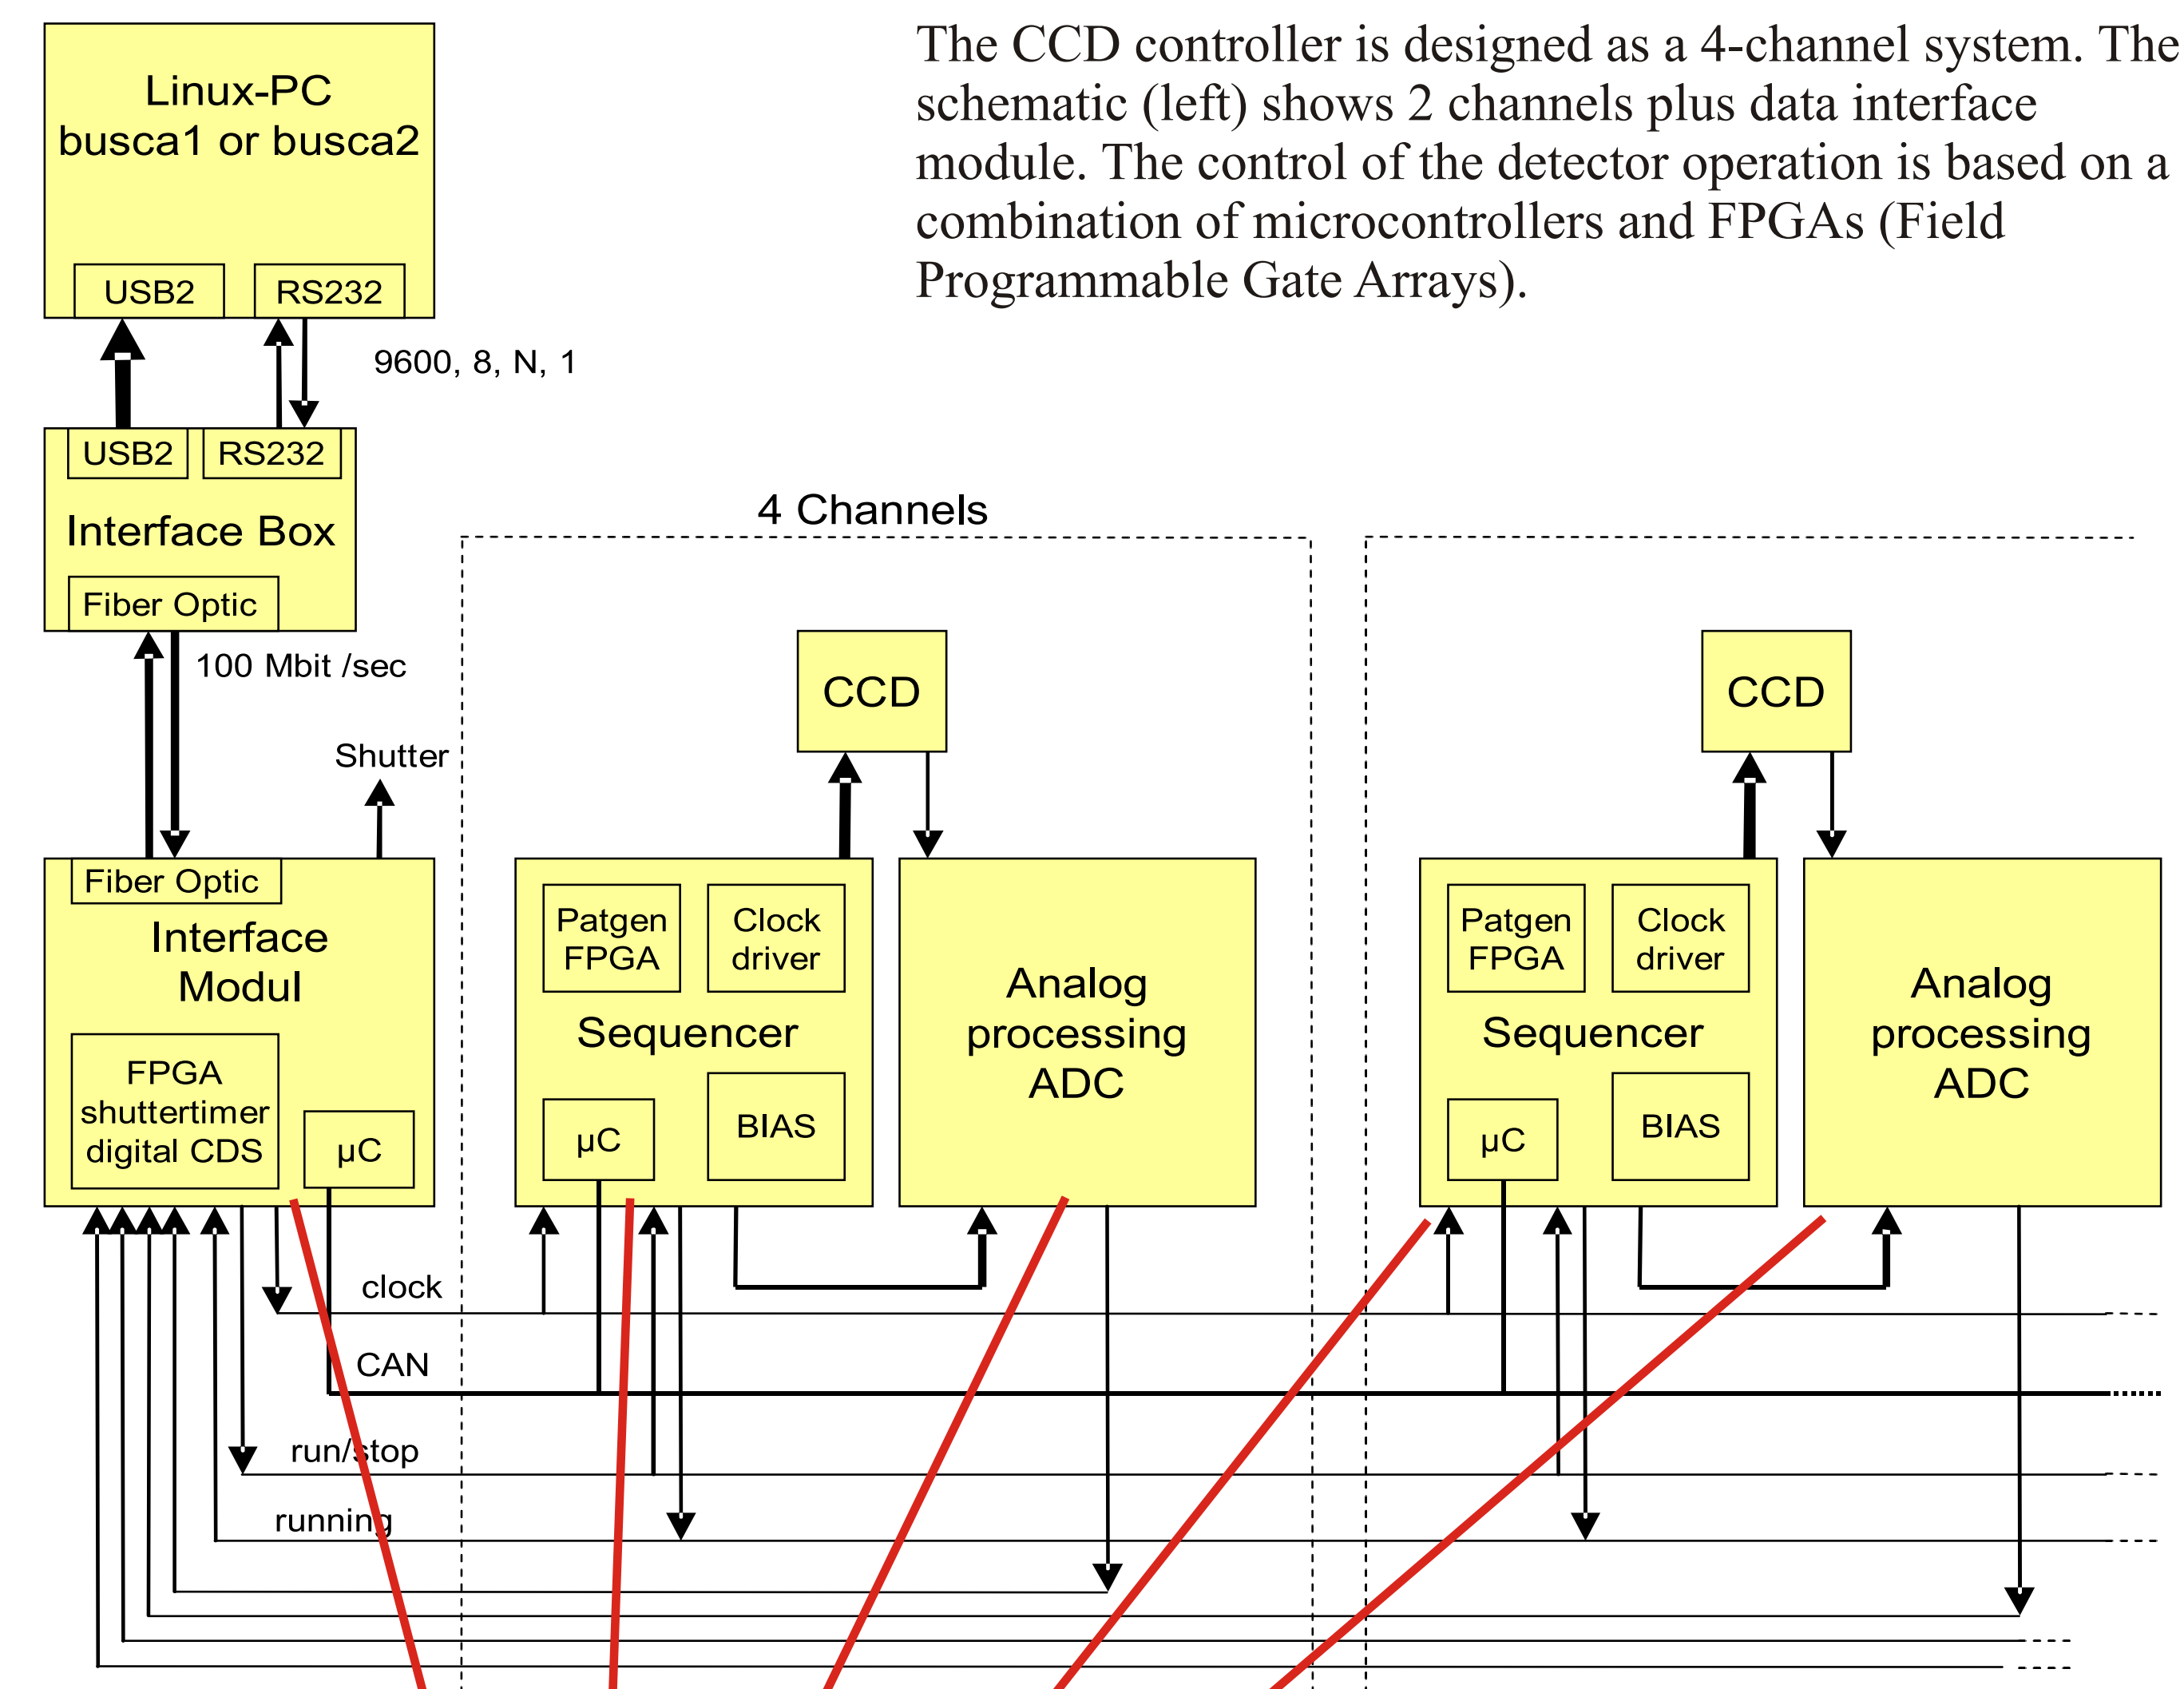 The CCD controller is designed as a 4-channel system. The
schematic (left) shows 2 channels plus data interface
module. The control of the detector operation is based on a
combination of microcontrollers and FPGAs (Field
Programmable Gate Arrays).
Linux-PC
busca1 or busca2
USB2
RS232
9600, 8, N, 1
USB2
RS232
Interface Box
Fiber Optic
100 Mbit /sec
Shutter
Fiber Optic
Interface
Modul
FPGA
shuttertimer
digital CDS
µC
4 Channels
CCD
Patgen
FPGA
Clock
driver
Sequencer
µC
BIAS
Analog
processing
ADC
CCD
Patgen
FPGA
Clock
driver
Sequencer
µC
BIAS
Analog
processing
ADC
clock
CAN
run/stop
running